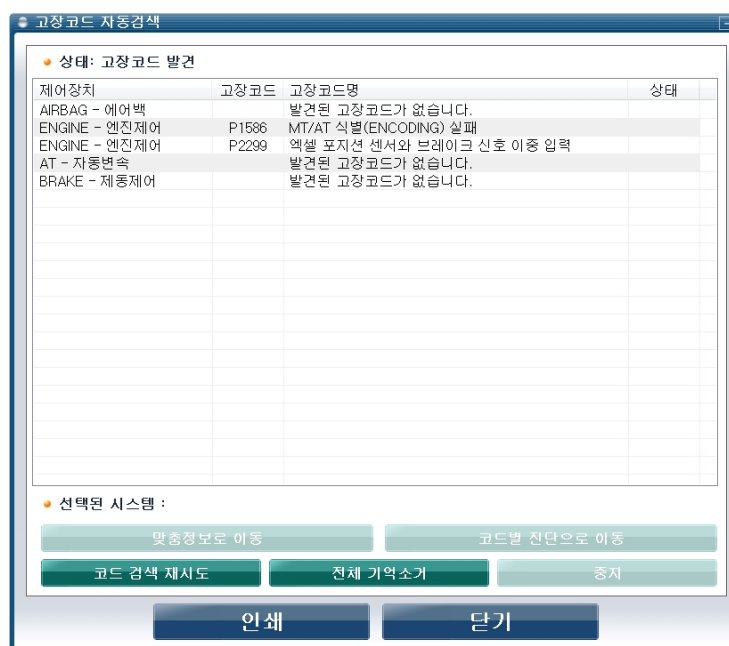 고장코드 자동검색
상태: 고장코드 발견
제어장치 고장코드 고장코드명 상태
AIRBAG - 에어백 발견된 고장코드가 없습니다.
ENGINE - 엔진제어 P1586 MT/AT 식별(ENCODING) 실패
ENGINE - 엔진제어 P2299 엑셀 포지션 센서와 브레이크 신호 이중 입력
AT - 자동변속 발견된 고장코드가 없습니다.
BRAKE - 제동제어 발견된 고장코드가 없습니다.
선택된 시스템 :
맞춤정보로 이동 코드별 진단으로 이동
코드 검색 재시도 전체 기억소거 중지
인쇄 닫기